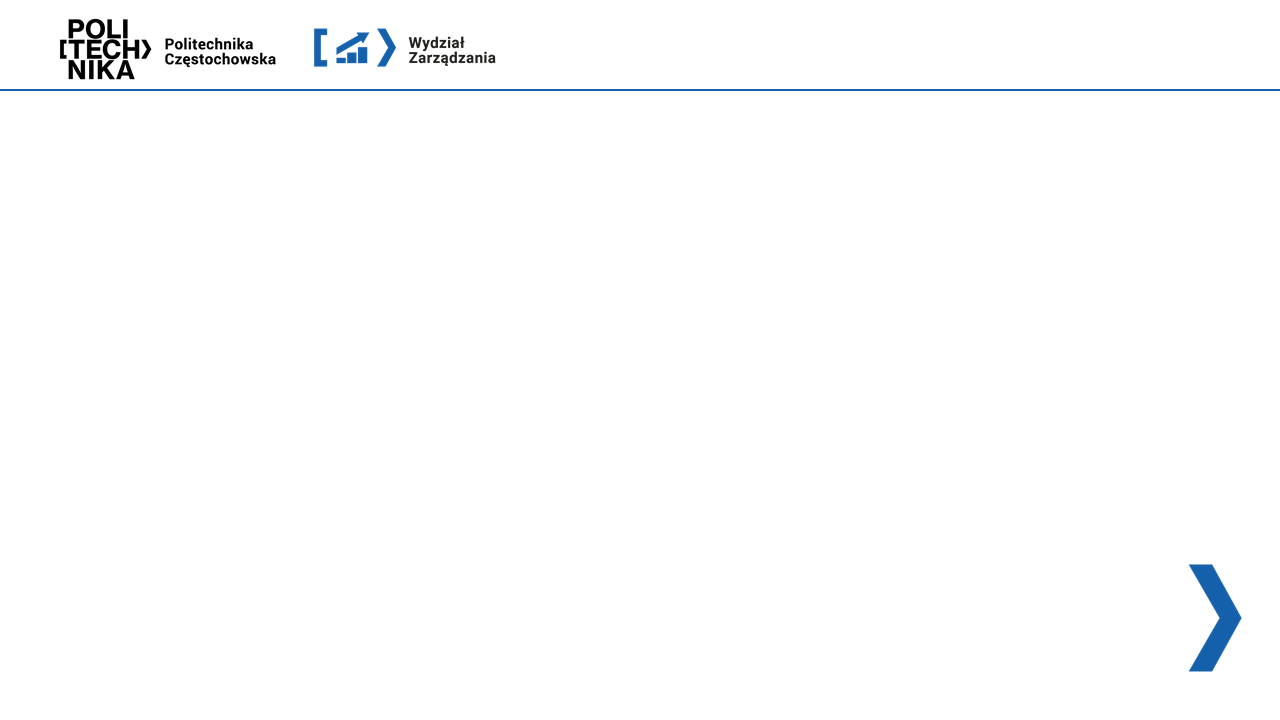 POLI
[TECH>
NIKA
Politechnika
Częstochowska
Wydział
Zarządzania